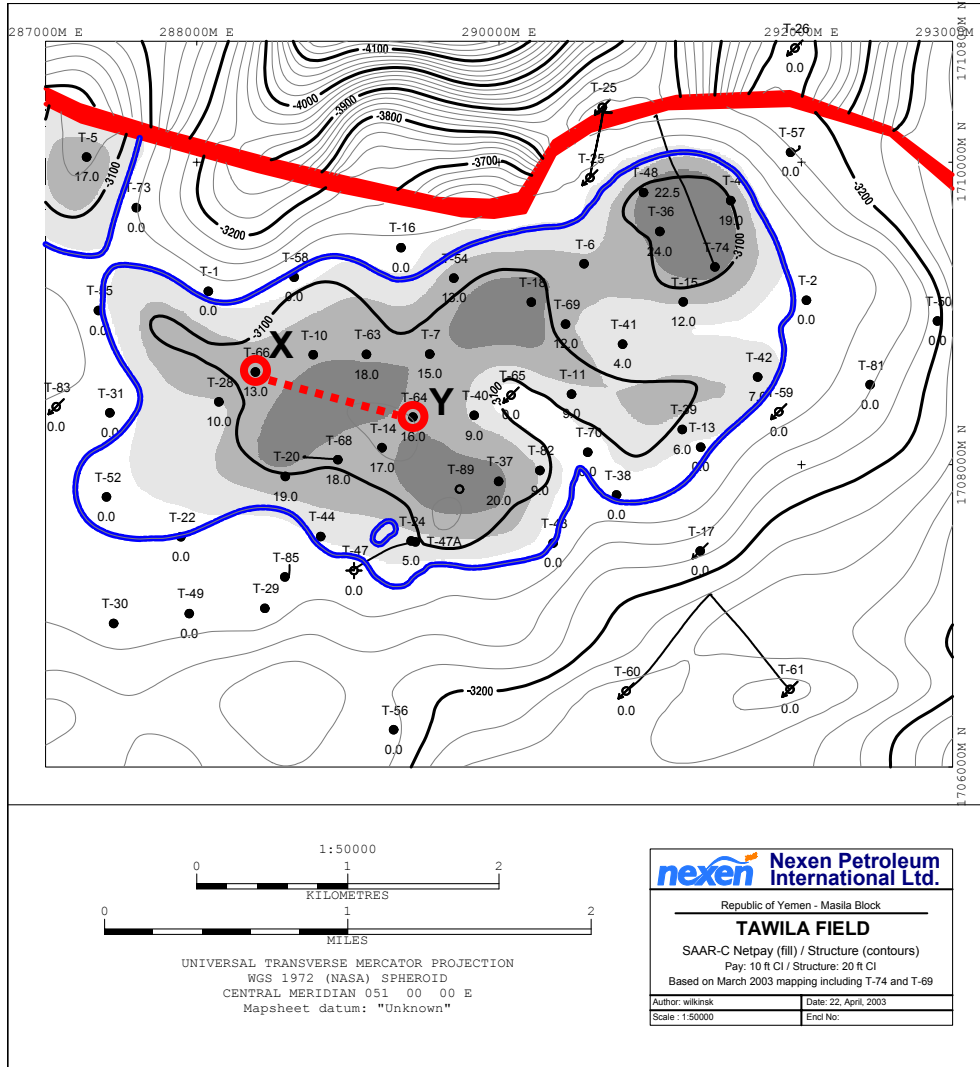 287000M E
288000M E
290000M E
292000M E
293000M E
1710800M N
1710000M N
1708000M N
1706000M N
T-26
0.0
-4100
-4000
-3900
-3800
-3700
T-25
T-25
T-57
0.0
T-5
17.0
-3100
T-73
0.0
-3200
T-16
0.0
T-48
22.5
T-4
19.0
T-36
24.0
-3100
T-74
-3200
T-6
T-58
0.0
T-54
13.0
T-1
0.0
T-18
T-15
12.0
T-2
0.0
T-50
0.0
0.0
-3100
T-69
12.0
T-41
4.0
X
T-66
13.0
T-10
T-63
18.0
T-7
15.0
T-42
7.0
T-81
0.0
T-83
0.0
T-31
0.0
T-28
10.0
T-64
16.0
Y
T-40
9.0
-3100
T-65
0.0
T-11
9.0
T-59
0.0
T-39
6.0
T-13
0.0
T-14
17.0
T-68
18.0
T-20
19.0
T-89
T-37
20.0
T-82
9.0
T-70
0.0
T-38
0.0
T-52
0.0
T-22
0.0
T-44
T-24
5.0
T-47A
T-47
0.0
T-43
0.0
T-17
0.0
T-85
T-29
T-49
0.0
T-30
-3200
T-56
0.0
T-60
0.0
T-61
0.0
1:50000
0 1 2
KILOMETRES
0 1 2
MILES
UNIVERSAL TRANSVERSE MERCATOR PROJECTION
WGS 1972 (NASA) SPHEROID
CENTRAL MERIDIAN 051 00 00 E
Mapsheet datum: "Unknown"
nexen Nexen Petroleum
International Ltd.
Republic of Yemen - Masila Block
TAWILA FIELD
SAAR-C Netpay (fill) / Structure (contours)
Pay: 10 ft CI / Structure: 20 ft CI
Based on March 2003 mapping including T-74 and T-69
Author: wilkinsk Date: 22, April, 2003
Scale : 1:50000 Encl No: